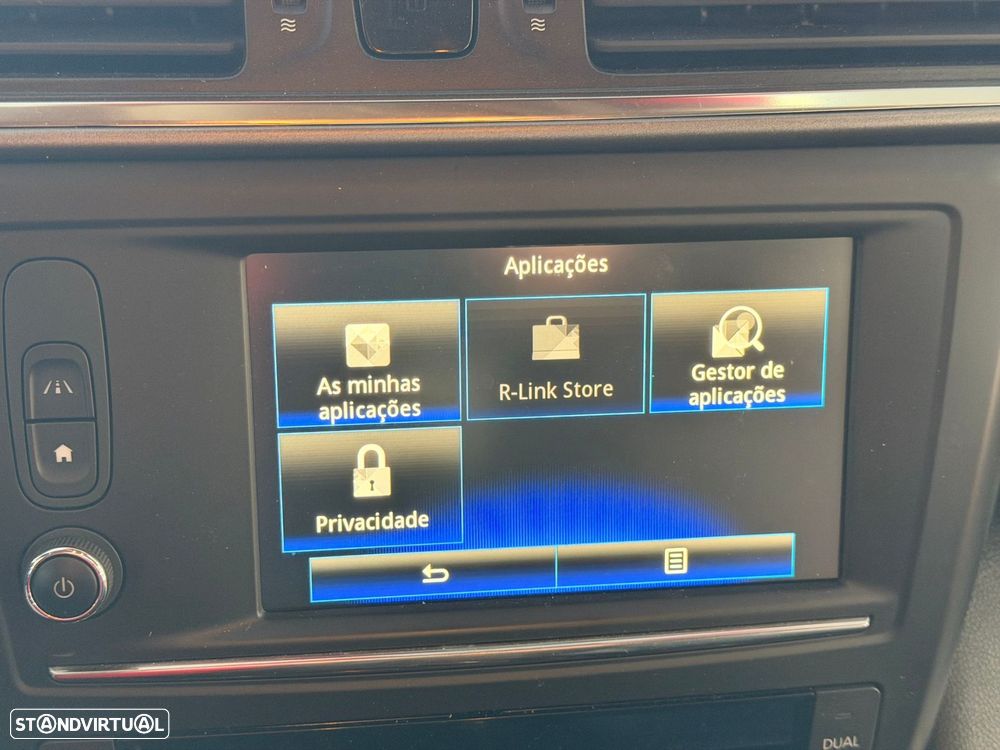 Aplicações
As minhas
aplicações
R-Link Store
Gestor de
aplicações
Privacidade
DUAL
STANDVIRTUAL